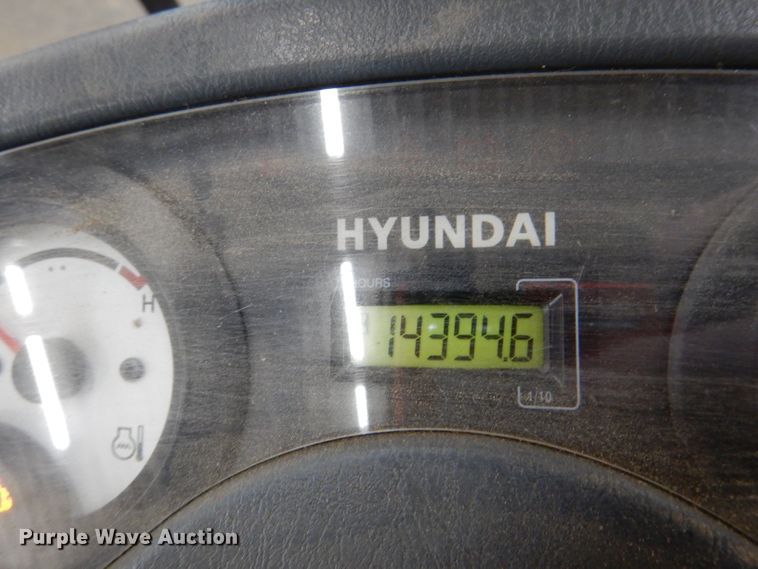 HYUNDAI
HOURS
14394.6
1/10
H
Purple Wave Auction